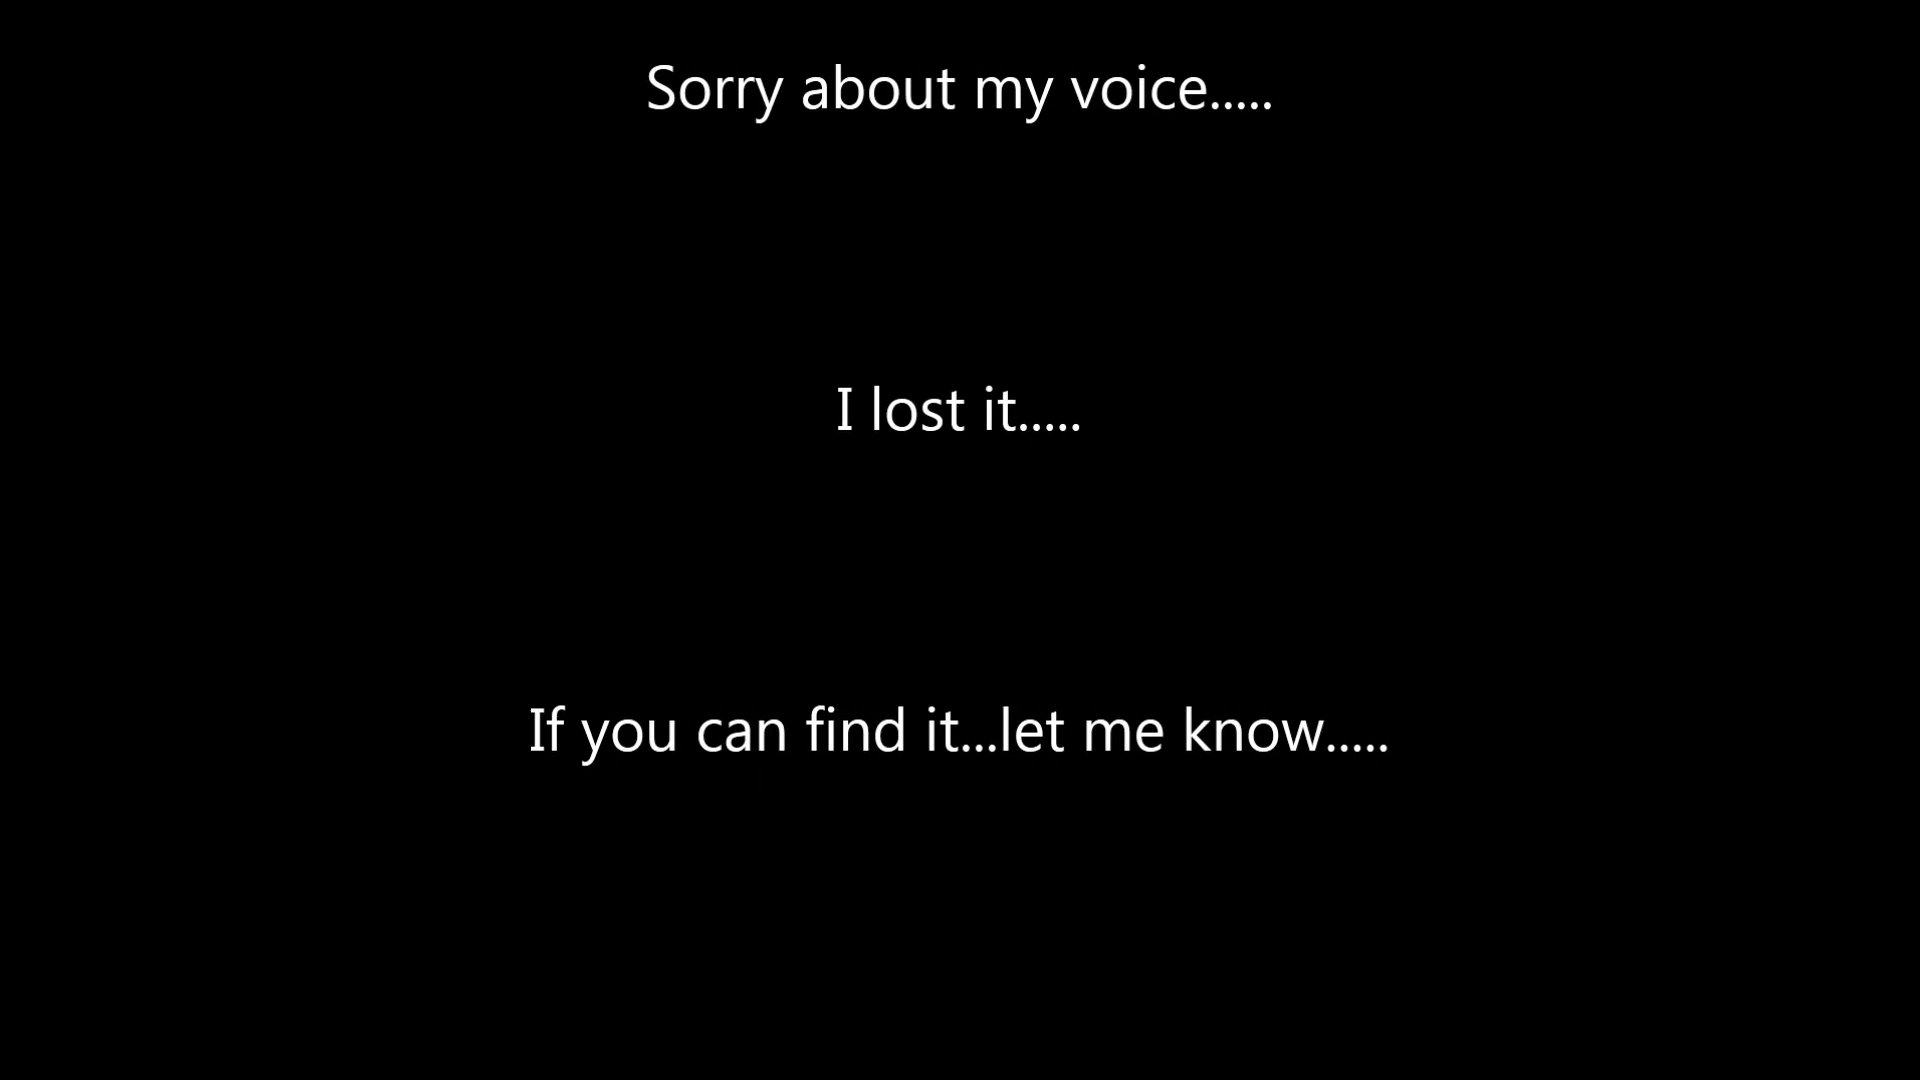 Sorry about my voice.....
I lost it.....
If you can find it...let me know.....